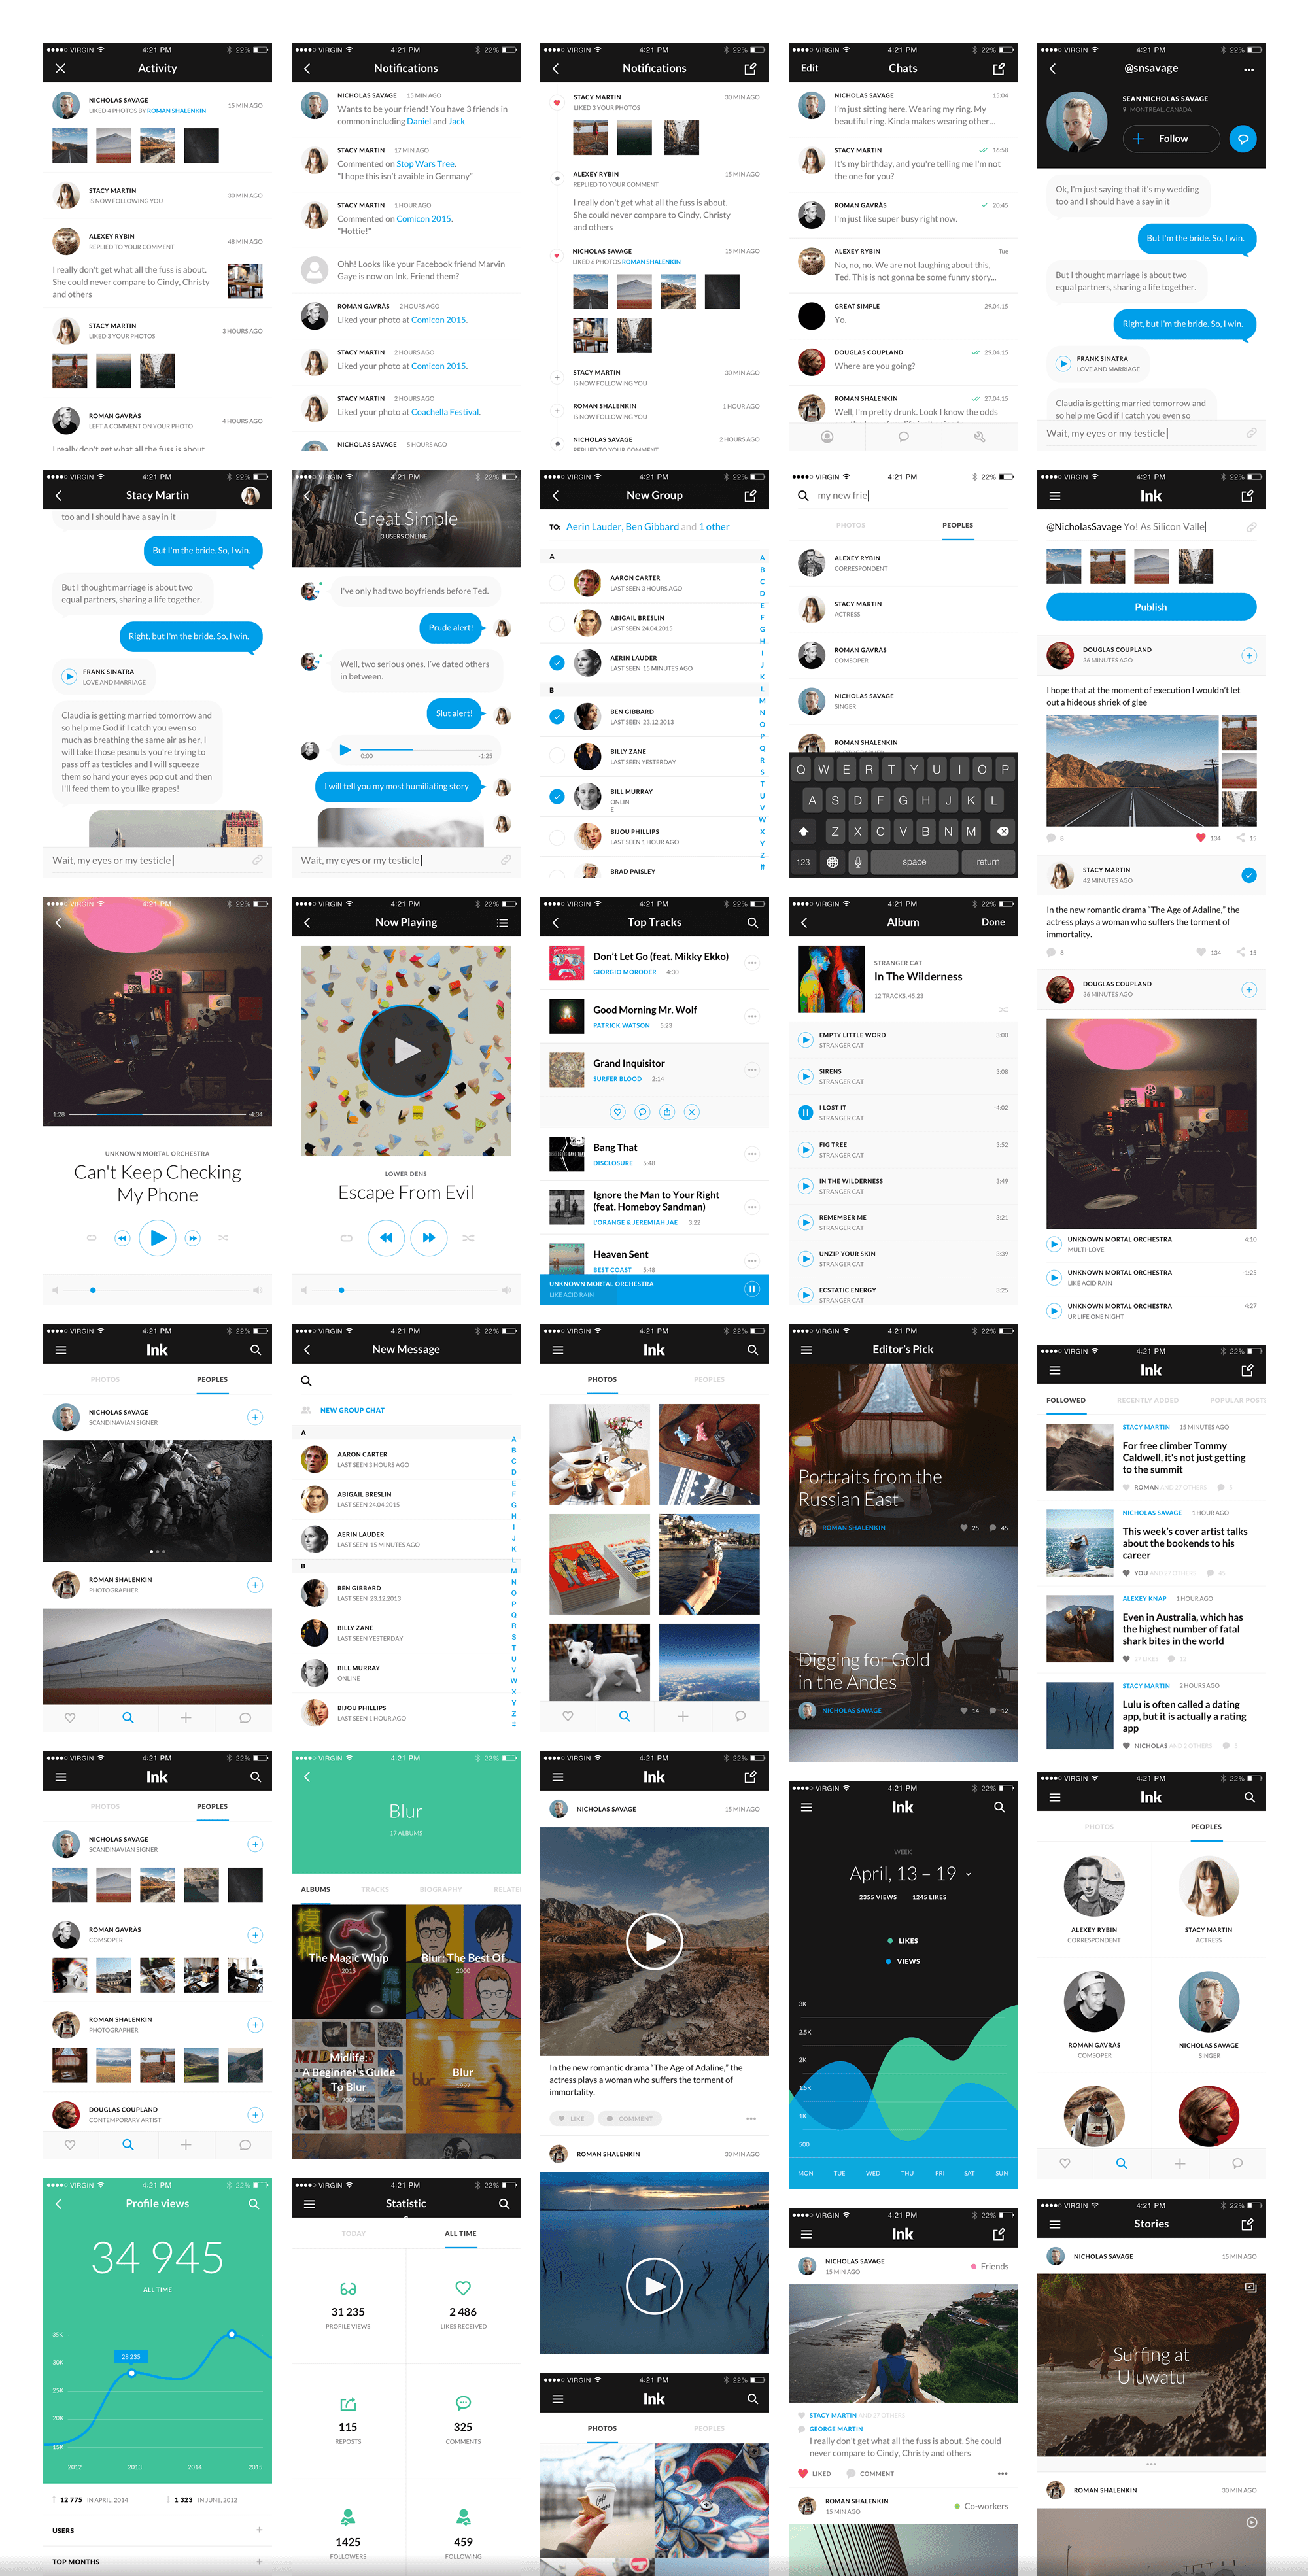 VIRGIN 4:21 PM 22%
Activity
NICHOLAS SAVAGE
LIKED 4 PHOTOS BY ROMAN SHALENKIN
15 MIN AGO
STACY MARTIN
IS NOW FOLLOWING YOU
30 MIN AGO
ALEXEY RYBIN
REPLIED TO YOUR COMMENT
48 MIN AGO
I really don't get what all the fuss is about.
She could never compare to Cindy, Christy
and others
STACY MARTIN
LIKED 3 YOUR PHOTOS
3 HOURS AGO
ROMAN GAVRÀS
LEFT A COMMENT ON YOUR PHOTO
4 HOURS AGO
I really don't get what all the fuss is about
VIRGIN 4:21 PM 22%
Notifications
NICHOLAS SAVAGE 15 MIN AGO
Wants to be your friend! You have 3 friends in
common including Daniel and Jack
STACY MARTIN 17 MIN AGO
Commented on Stop Wars Tree.
"I hope this isn't avaible in Germany"
STACY MARTIN 1 HOUR AGO
Commented on Comicon 2015.
"Hottie!"
Ohh! Looks like your Facebook friend Marvin
Gaye is now on Ink. Friend them?
ROMAN GAVRÀS 2 HOURS AGO
Liked your photo at Comicon 2015.
STACY MARTIN 2 HOURS AGO
Liked your photo at Comicon 2015.
STACY MARTIN 2 HOURS AGO
Liked your photo at Coachella Festival.
NICHOLAS SAVAGE 5 HOURS AGO
VIRGIN 4:21 PM 22%
Notifications
STACY MARTIN 30 MIN AGO
LIKED 3 YOUR PHOTOS
ALEXEY RYBIN 15 MIN AGO
REPLIED TO YOUR COMMENT
I really don't get what all the fuss is about.
She could never compare to Cindy, Christy
and others
NICHOLAS SAVAGE 15 MIN AGO
LIKED 6 PHOTOS ROMAN SHALENKIN
STACY MARTIN 30 MIN AGO
IS NOW FOLLOWING YOU
ROMAN SHALENKIN 1 HOUR AGO
IS NOW FOLLOWING YOU
NICHOLAS SAVAGE 2 HOURS AGO
REPLIED TO YOUR COMMENT
VIRGIN 4:21 PM 22%
Edit Chats
NICHOLAS SAVAGE 15:04
I'm just sitting here. Wearing my ring. My
beautiful ring. Kinda makes wearing other...
STACY MARTIN 16:58
It's my birthday, and you're telling me I'm not
the one for you?
ROMAN GAVRÀS 20:45
I'm just like super busy right now.
ALEXEY RYBIN Tue
No, no, no. We are not laughing about this,
Ted. This is not gonna be some funny story...
GREAT SIMPLE 29.04.15
Yo.
DOUGLAS COUPLAND 29.04.15
Where are you going?
ROMAN SHALENKIN 27.04.15
Well, I'm pretty drunk. Look I know the odds
VIRGIN 4:21 PM 22%
@snsavage
SEAN NICHOLAS SAVAGE
MONTREAL, CANADA
Follow
Ok, I'm just saying that it's my wedding
too and I should have a say in it
But I'm the bride. So, I win.
But I thought marriage is about two
equal partners, sharing a life together.
Right, but I'm the bride. So, I win.
FRANK SINATRA
LOVE AND MARRIAGE
Claudia is getting married tomorrow and
so help me God if I catch you even so
Wait, my eyes or my testicle
VIRGIN 4:21 PM 22%
Stacy Martin
too and I should have a say in it
But I'm the bride. So, I win.
But I thought marriage is about two
equal partners, sharing a life together.
Right, but I'm the bride. So, I win.
FRANK SINATRA
LOVE AND MARRIAGE
Claudia is getting married tomorrow and
so help me God if I catch you even so
much as breathing the same air as her, I
will take those peanuts you're trying to
pass off as testicles and I will squeeze
them so hard your eyes pop out and then
I'll feed them to you like grapes!
Wait, my eyes or my testicle
VIRGIN 4:21 PM 22%
Great Simple
3 USERS ONLINE
I've only had two boyfriends before Ted.
Prude alert!
Well, two serious ones. I've dated others
in between.
Slut alert!
0:00 -1:25
I will tell you my most humiliating story
Wait, my eyes or my testicle
VIRGIN 4:21 PM 22%
New Group
TO: Aerin Lauder, Ben Gibbard and 1 other
A
AARON CARTER
LAST SEEN 3 HOURS AGO
ABIGAIL BRESLIN
LAST SEEN 24.04.2015
AERIN LAUDER
LAST SEEN 15 MINUTES AGO
B
BEN GIBBARD
LAST SEEN 23.12.2013
BILLY ZANE
LAST SEEN YESTERDAY
BILL MURRAY
ONLIN
E
BIJOU PHILLIPS
LAST SEEN 1 HOUR AGO
BRAD PAISLEY
A
B
C
D
E
F
G
H
I
J
K
L
M
N
O
P
Q
R
S
T
U
V
W
X
Y
Z
#
VIRGIN 4:21 PM 22%
my new frie
PHOTOS PEOPLES
ALEXEY RYBIN
CORRESPONDENT
STACY MARTIN
ACTRESS
ROMAN GAVRÀS
COMSOPER
NICHOLAS SAVAGE
SINGER
ROMAN SHALENKIN
Q W E R T Y U I O P
A S D F G H J K L
Z X C V B N M
123 space return
VIRGIN 4:21 PM 22%
Ink
@NicholasSavage Yo! As Silicon Valle
Publish
DOUGLAS COUPLAND
36 MINUTES AGO
I hope that at the moment of execution I wouldn't let
out a hideous shriek of glee
8 134 15
STACY MARTIN
42 MINUTES AGO
In the new romantic drama "The Age of Adaline," the
actress plays a woman who suffers the torment of
immortality.
8 134 15
DOUGLAS COUPLAND
36 MINUTES AGO
UNKNOWN MORTAL ORCHESTRA 4:10
MULTI-LOVE
UNKNOWN MORTAL ORCHESTRA -1:25
LIKE ACID RAIN
UNKNOWN MORTAL ORCHESTRA 4:27
UR LIFE ONE NIGHT
VIRGIN 4:21 PM 22%
1:28 -4:34
UNKNOWN MORTAL ORCHESTRA
Can't Keep Checking
My Phone
VIRGIN 4:21 PM 22%
Now Playing
LOWER DENS
Escape From Evil
VIRGIN 4:21 PM 22%
Top Tracks
Don't Let Go (feat. Mikky Ekko)
GIORGIO MORODER 4:30
Good Morning Mr. Wolf
PATRICK WATSON 5:23
Grand Inquisitor
SURFER BLOOD 2:14
Bang That
DISCLOSURE 5:48
Ignore the Man to Your Right
(feat. Homeboy Sandman)
L'ORANGE & JEREMIAH JAE 3:22
Heaven Sent
BEST COAST 5:48
UNKNOWN MORTAL ORCHESTRA
LIKE ACID RAIN
VIRGIN 4:21 PM 22%
Album Done
STRANGER CAT
In The Wilderness
12 TRACKS, 45.23
EMPTY LITTLE WORD 3:00
STRANGER CAT
SIRENS 3:08
STRANGER CAT
I LOST IT -4:02
STRANGER CAT
FIG TREE 3:52
STRANGER CAT
IN THE WILDERNESS 3:49
STRANGER CAT
REMEMBER ME 3:21
STRANGER CAT
UNZIP YOUR SKIN 3:39
STRANGER CAT
ECSTATIC ENERGY 3:25
STRANGER CAT
VIRGIN 4:21 PM 22%
Ink
PHOTOS PEOPLES
NICHOLAS SAVAGE
SCANDINAVIAN SIGNER
ROMAN SHALENKIN
PHOTOGRAPHER
VIRGIN 4:21 PM 22%
New Message
NEW GROUP CHAT
A
AARON CARTER
LAST SEEN 3 HOURS AGO
ABIGAIL BRESLIN
LAST SEEN 24.04.2015
AERIN LAUDER
LAST SEEN 15 MINUTES AGO
B
BEN GIBBARD
LAST SEEN 23.12.2013
BILLY ZANE
LAST SEEN YESTERDAY
BILL MURRAY
ONLINE
BIJOU PHILLIPS
LAST SEEN 1 HOUR AGO
A
B
C
D
E
F
G
H
I
J
K
L
M
N
O
P
Q
R
S
T
U
V
W
X
Y
Z
#
VIRGIN 4:21 PM 22%
Ink
PHOTOS PEOPLES
VIRGIN 4:21 PM 22%
Editor's Pick
Portraits from the
Russian East
ROMAN SHALENKIN 25 45
Digging for Gold
in the Andes
NICHOLAS SAVAGE 14 12
VIRGIN 4:21 PM 22%
Ink
FOLLOWED RECENTLY ADDED POPULAR POSTS
STACY MARTIN 15 MINUTES AGO
For free climber Tommy
Caldwell, it's not just getting
to the summit
ROMAN AND 27 OTHERS
NICHOLAS SAVAGE 1 HOUR AGO
This week's cover artist talks
about the bookends to his
career
YOU AND 27 OTHERS 45
ALEXEY KNAP 1 HOUR AGO
Even in Australia, which has
the highest number of fatal
shark bites in the world
27 LIKES 12
STACY MARTIN 2 HOURS AGO
Lulu is often called a dating
app, but it is actually a rating
app
NICHOLAS AND 2 OTHERS
VIRGIN 4:21 PM 22%
Ink
PHOTOS PEOPLES
NICHOLAS SAVAGE
SCANDINAVIAN SIGNER
ROMAN GAVRÀS
COMSOPER
ROMAN SHALENKIN
PHOTOGRAPHER
DOUGLAS COUPLAND
CONTEMPORARY ARTIST
VIRGIN 4:21 PM 22%
Blur
17 ALBUMS
ALBUMS TRACKS BIOGRAPHY RELATE
模糊
魔鞭
The Magic Whip
2015
Blur: The Best Of
2000
Midlife:
A Beginner's Guide
To Blur
blur
Blur
1997
VIRGIN 4:21 PM 22%
Ink
NICHOLAS SAVAGE 15 MIN AGO
In the new romantic drama "The Age of Adaline," the
actress plays a woman who suffers the torment of
immortality.
LIKE COMMENT
ROMAN SHALENKIN 30 MIN AGO
VIRGIN 4:21 PM 22%
Ink
WEEK
April, 13 – 19
2355 VIEWS 1245 LIKES
LIKES
VIEWS
3K
2.5K
2K
1.5K
1K
500
MON TUE WED THU FRI SAT SUN
VIRGIN 4:21 PM 22%
Ink
PHOTOS PEOPLES
ALEXEY RYBIN
CORRESPONDENT
STACY MARTIN
ACTRESS
ROMAN GAVRÀS
COMSOPER
NICHOLAS SAVAGE
SINGER
VIRGIN 4:21 PM 22%
Profile views
34 945
ALL TIME
35K
30K
28 235
25K
20K
15K
2012 2013 2014 2015
12 775 IN APRIL, 2014 1 323 IN JUNE, 2012
USERS
TOP MONTHS
VIRGIN 4:21 PM 22%
Statistic
TODAY ALL TIME
31 235
PROFILE VIEWS
2 486
LIKES RECEIVED
115
REPOSTS
325
COMMENTS
1425
FOLLOWERS
459
FOLLOWING
VIRGIN 4:21 PM 22%
Ink
PHOTOS PEOPLES
VIRGIN 4:21 PM 22%
Ink
NICHOLAS SAVAGE
15 MIN AGO
Friends
STACY MARTIN AND 27 OTHERS
GEORGE MARTIN
I really don't get what all the fuss is about. She could
never compare to Cindy, Christy and others
LIKED COMMENT
ROMAN SHALENKIN
15 MIN AGO
Co-workers
VIRGIN 4:21 PM 22%
Stories
NICHOLAS SAVAGE 15 MIN AGO
Surfing at
Uluwatu
ROMAN SHALENKIN 30 MIN AGO